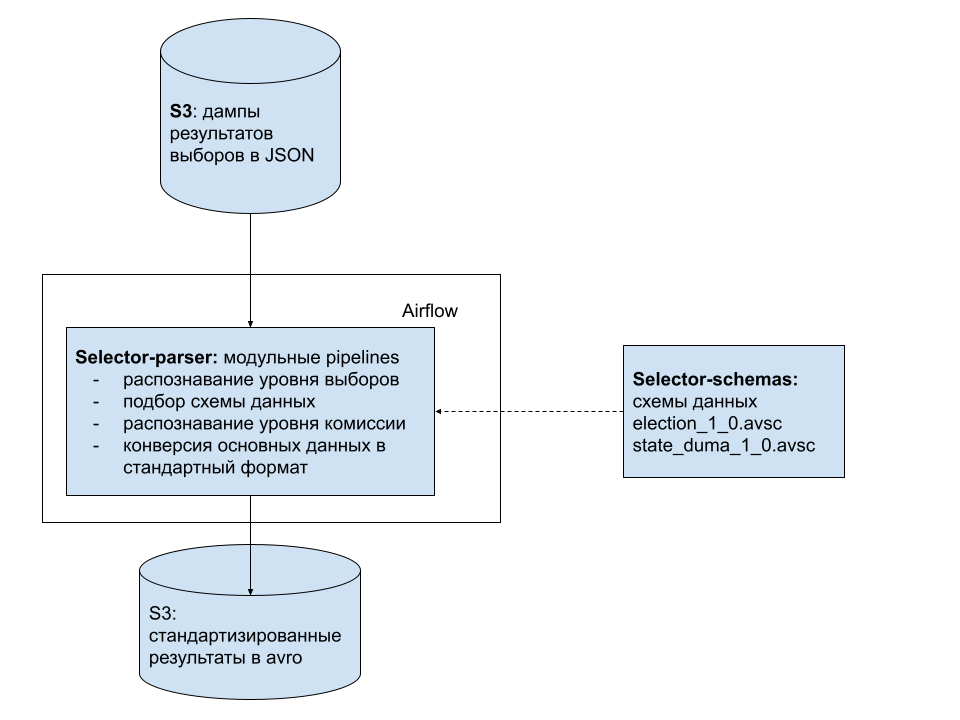 S3: дампы
результатов
выборов в JSON
Airflow
Selector-parser: модульные pipelines
- распознавание уровня выборов
- подбор схемы данных
- распознавание уровня комиссии
- конверсия основных данных в
стандартный формат
Selector-schemas:
схемы данных
election_1_0.avsc
state_duma_1_0.avsc
S3:
стандартизированные
результаты в avro